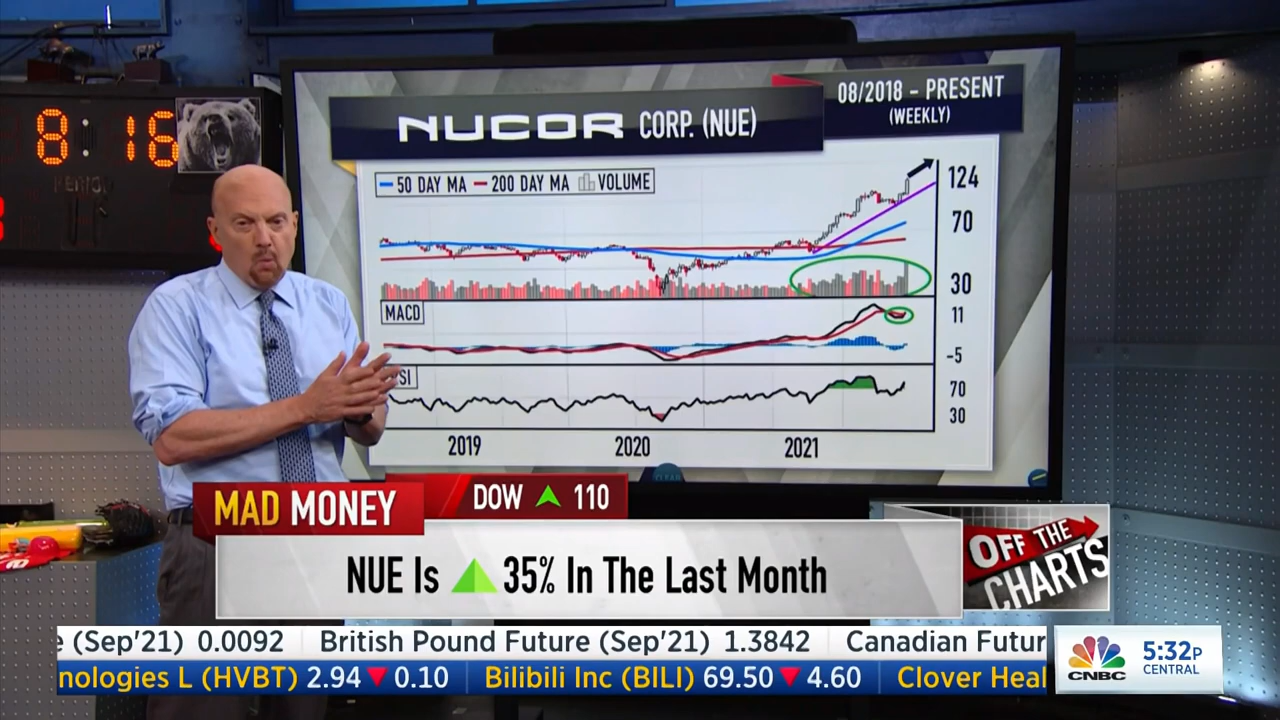 8:16
NUCOR CORP. (NUE)
08/2018 – PRESENT
(WEEKLY)
50 DAY MA 200 DAY MA VOLUME
124
70
30
MACD
11
-5
SI
70
30
2019 2020 2021
MAD MONEY
DOW ▲ 110
NUE Is ▲ 35% In The Last Month
OFF THE
CHARTS
e (Sep'21) 0.0092 British Pound Future (Sep'21) 1.3842 Canadian Futur
nologies L (HVBT) 2.94 ▼ 0.10 Bilibili Inc (BILI) 69.50 ▼ 4.60 Clover Heal
CNBC
5:32P
CENTRAL